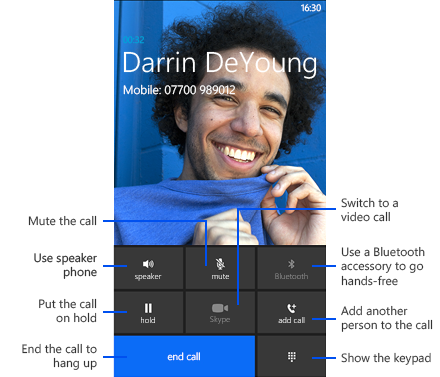 16:30
00:32
Darrin DeYoung
Mobile: 07700 989012
Mute the call
Switch to a
video call
Use speaker
phone
speaker
mute
Bluetooth
Use a Bluetooth
accessory to go
hands-free
Put the call
on hold
hold
Skype
add call
Add another
person to the call
End the call to
hang up
end call
Show the keypad